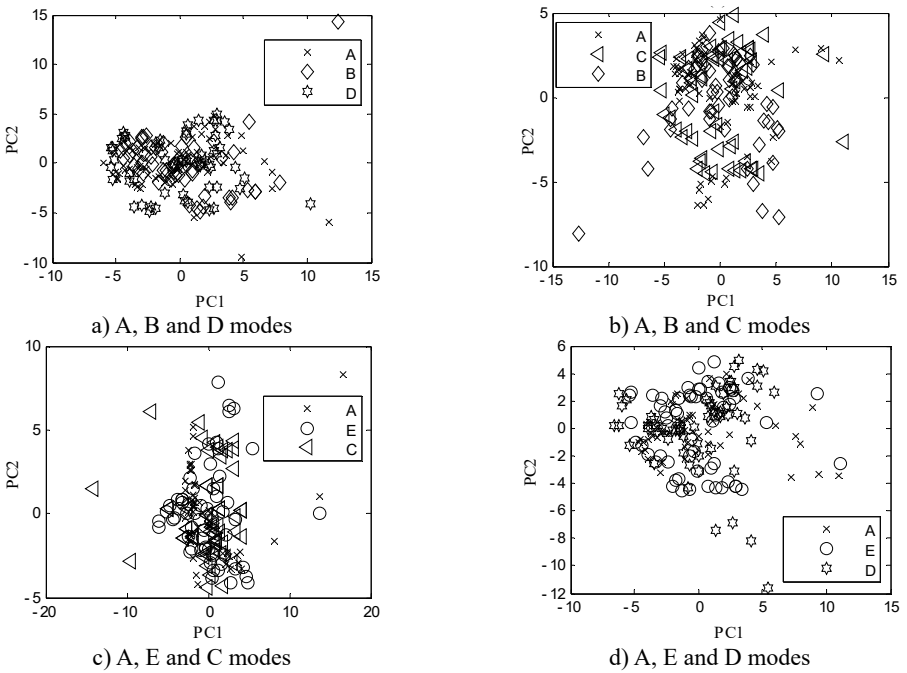 15
10
5
0
-5
-10
PC2
-10 -5 0 5 10 15
PC1
A
B
D
a) A, B and D modes
5
0
-5
-10
PC2
-15 -10 -5 0 5 10 15
PC1
A
C
B
b) A, B and C modes
10
5
0
-5
PC2
-20 -10 0 10 20
PC1
A
E
C
c) A, E and C modes
6
4
2
0
-2
-4
-6
-8
-10
-12
PC2
-10 -5 0 5 10 15
PC1
A
E
D
d) A, E and D modes